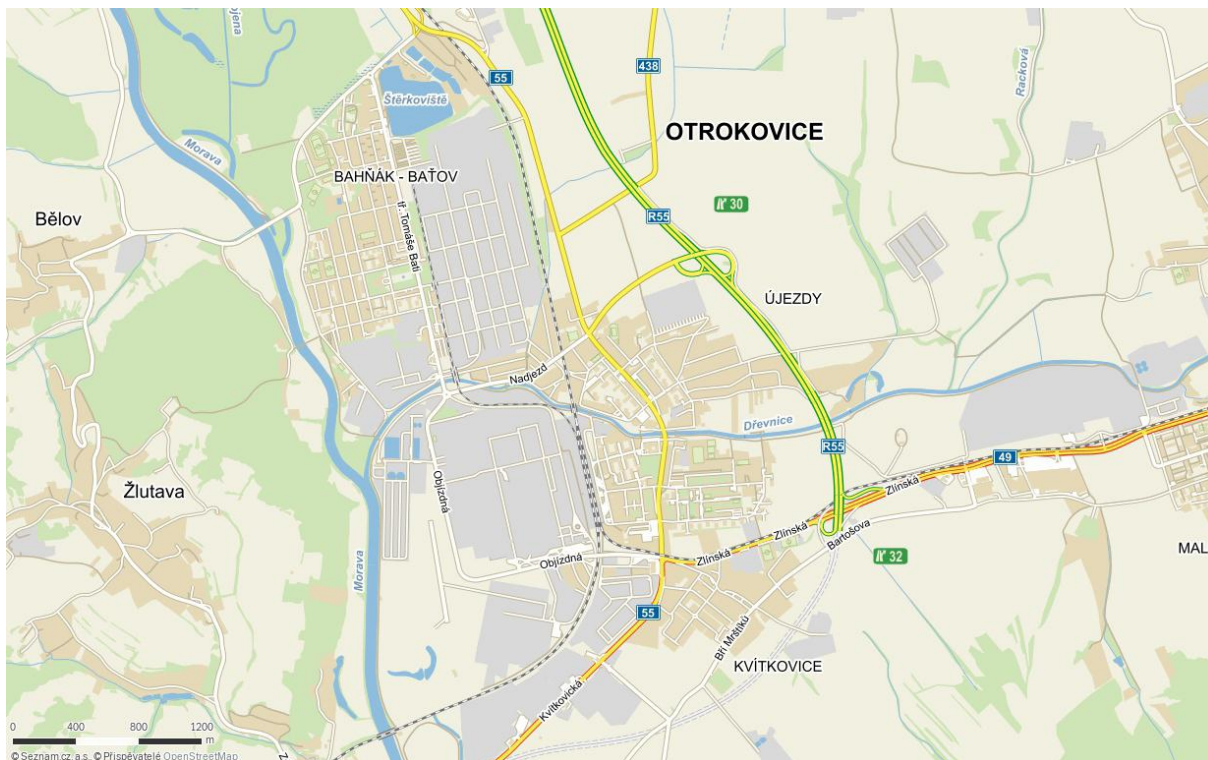 ojena
55
438
Racková
Štěrkoviště
OTROKOVICE
Morava
BAHŇÁK - BAŤOV
30
Bělov
R55
tř. Tomáše Bati
ÚJEZDY
Nadjezd
Dřevnice
R55
49
Zlínská
Žlutava
Objízdná
Bartošova
Zlínská
Zlínská
MAL
32
Objízdná
Morava
55
Bří Mrštíků
KVÍTKOVICE
Kvítkovická
0 400 800 1200
m
Z
© Seznam.cz, a.s. © Přispěvatelé OpenStreetMap